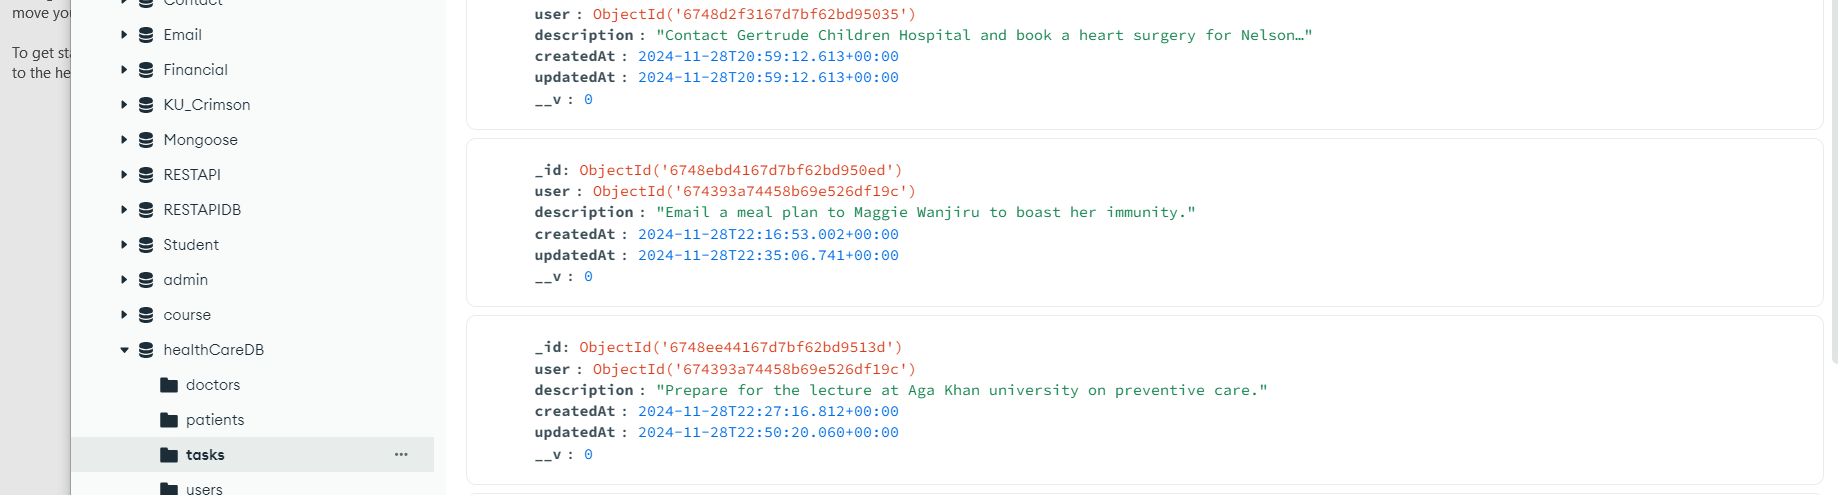 move you
To get sta
to the he
Contact
Email
Financial
KU_Crimson
Mongoose
RESTAPI
RESTAPIDB
Student
admin
course
healthCareDB
doctors
patients
tasks ...
users
user : ObjectId('6748d2f3167d7bf62bd95035')
description : "Contact Gertrude Children Hospital and book a heart surgery for Nelson…"
createdAt : 2024-11-28T20:59:12.613+00:00
updatedAt : 2024-11-28T20:59:12.613+00:00
__v : 0
_id: ObjectId('6748ebd4167d7bf62bd950ed')
user : ObjectId('674393a74458b69e526df19c')
description : "Email a meal plan to Maggie Wanjiru to boast her immunity."
createdAt : 2024-11-28T22:16:53.002+00:00
updatedAt : 2024-11-28T22:35:06.741+00:00
__v : 0
_id: ObjectId('6748ee44167d7bf62bd9513d')
user : ObjectId('674393a74458b69e526df19c')
description : "Prepare for the lecture at Aga Khan university on preventive care."
createdAt : 2024-11-28T22:27:16.812+00:00
updatedAt : 2024-11-28T22:50:20.060+00:00
__v : 0